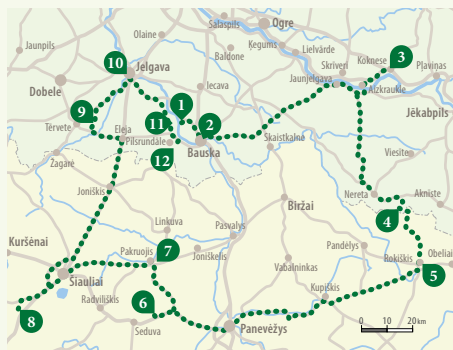 Salaspils
Ogre
Olaine
Jaunpils
Ķegums
Lielvārde
Baldone
Skrīveri
Koknese
3
Pļaviņas
10
Jelgava
Dobele
Iecava
Jaunjelgava
Aizkraukle
1
Jēkabpils
9
11
2
Tērvete
Eleja
Pilsrundāle
Bauska
Skaistkalne
12
Viesīte
Žagarė
Joniškis
Nereta
Akniste
Biržai
4
Linkuva
Pasvalys
Kuršėnai
Pakruojis
7
Joniškėlis
Pandėlys
Rokiškis
Obeliai
Šiauliai
Vabalninkas
5
Radviliškis
6
Kupiškis
8
Šeduva
Panevėžys
0 10 20km